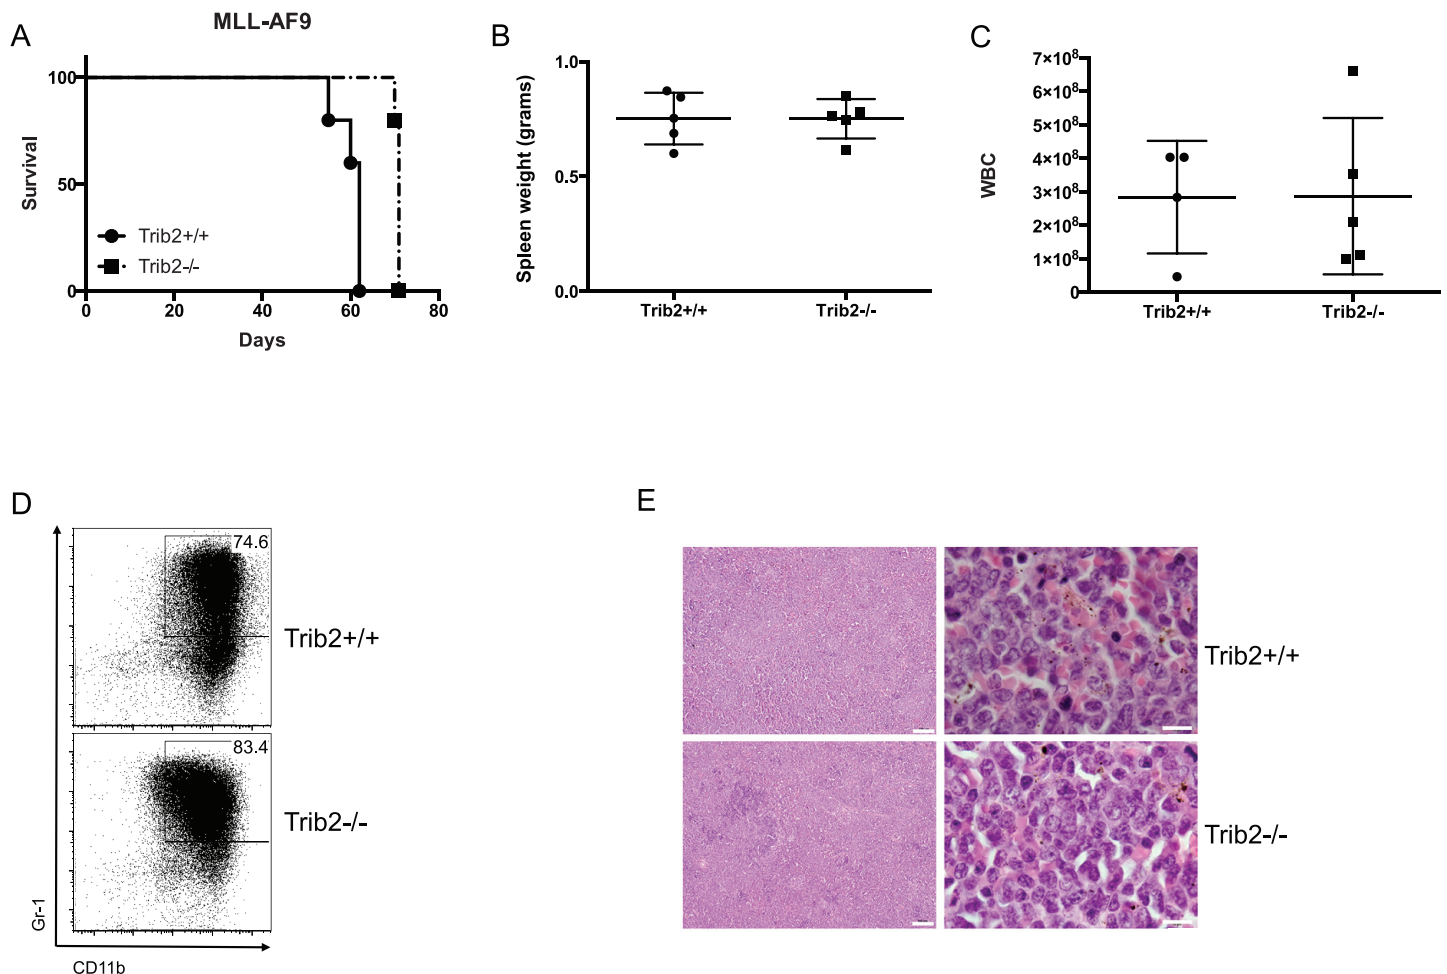 A
MLL-AF9
100
50
0
Survival
Trib2+/+
Trib2-/-
0 20 40 60 80
Days
B
1.0
0.5
0.0
Spleen weight (grams)
Trib2+/+ Trib2-/-
C
7×10⁸
6×10⁸
5×10⁸
4×10⁸
3×10⁸
2×10⁸
1×10⁸
0
WBC
Trib2+/+ Trib2-/-
D
74.6
Trib2+/+
83.4
Trib2-/-
Gr-1
CD11b
E
Trib2+/+
Trib2-/-